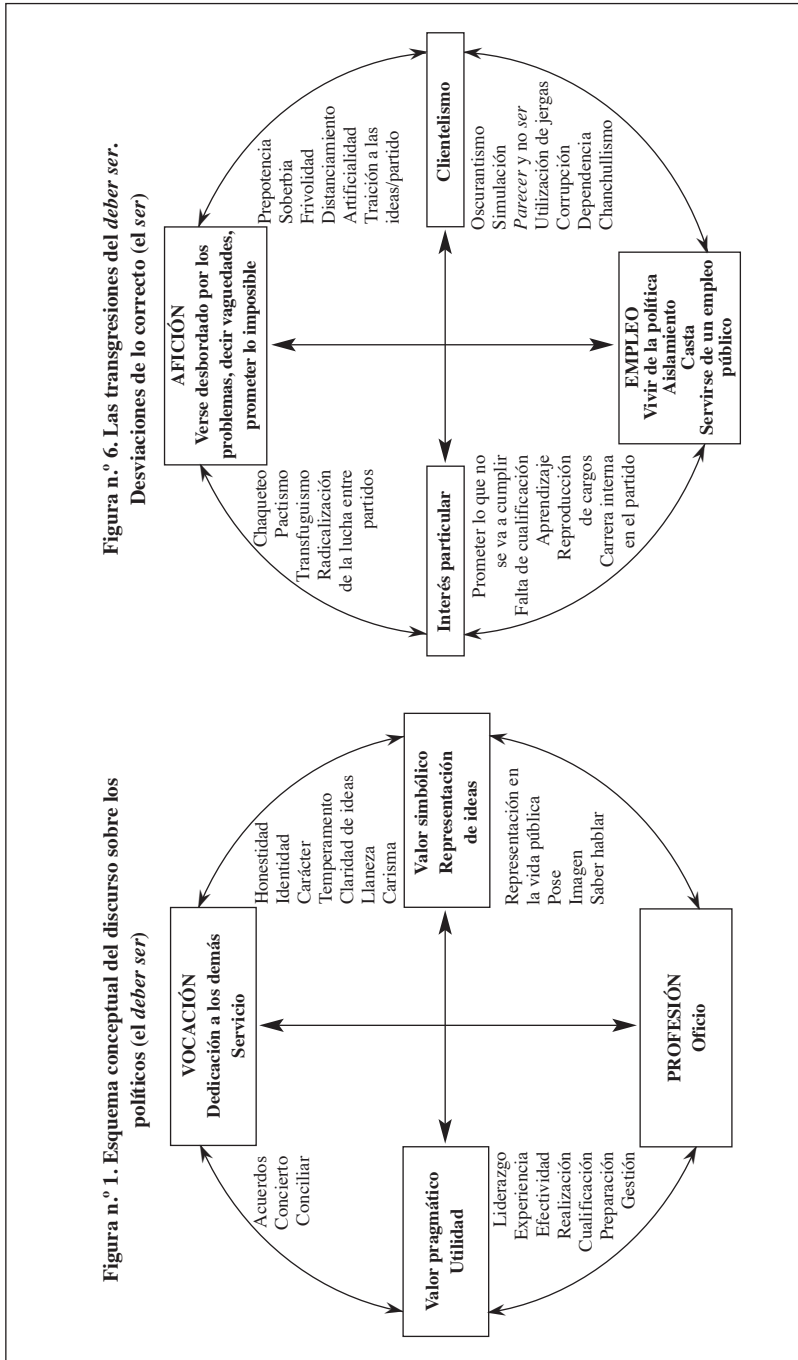 Figura n.º 1. Esquema conceptual del discurso sobre los
políticos (el deber ser)
VOCACIÓN
Dedicación a los demás
Servicio
Acuerdos
Concierto
Conciliar
Honestidad
Identidad
Carácter
Temperamento
Claridad de ideas
Llaneza
Carisma
Valor pragmático
Utilidad
Valor simbólico
Representación
de ideas
Liderazgo
Experiencia
Efectividad
Realización
Cualificación
Preparación
Gestión
Representación en
la vida pública
Pose
Imagen
Saber hablar
PROFESIÓN
Oficio
Figura n.º 6. Las transgresiones del deber ser.
Desviaciones de lo correcto (el ser)
AFICIÓN
Verse desbordado por los
problemas, decir vaguedades,
prometer lo imposible
Chaqueteo
Pactismo
Transfuguismo
Radicalización
de la lucha entre
partidos
Prepotencia
Soberbia
Frivolidad
Distanciamiento
Artificialidad
Traición a las
ideas/partido
Interés particular
Clientelismo
Prometer lo que no
se va a cumplir
Falta de cualificación
Aprendizaje
Reproducción
de cargos
Carrera interna
en el partido
Oscurantismo
Simulación
Parecer y no ser
Utilización de jergas
Corrupción
Dependencia
Chanchullismo
EMPLEO
Vivir de la política
Aislamiento
Casta
Servirse de un empleo
público